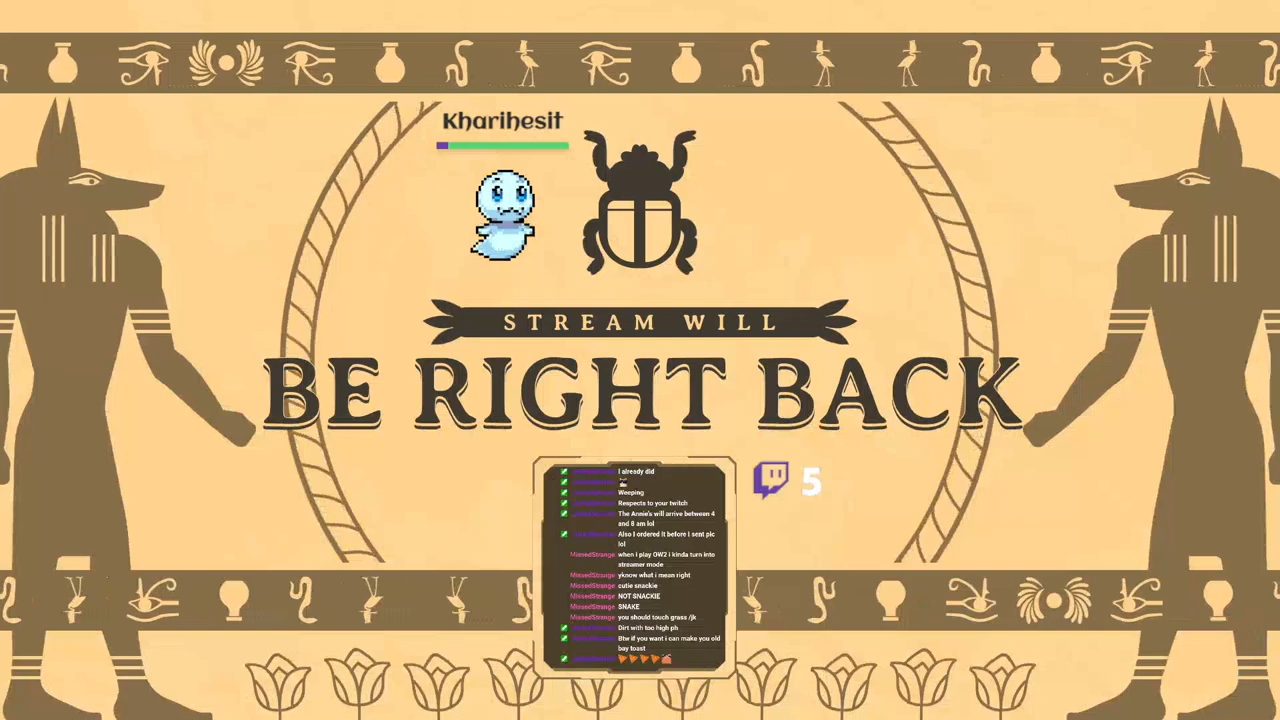 Kharihesit
STREAM WILL
BE RIGHT BACK
5
I already did
Weeping
Respects to your twitch
The Annie's will arrive between 4
and 8 am lol
Also I ordered it before I sent pic
lol
MissedStrange when I play OW2 i kinda turn into
streamer mode
MissedStrange yknow what i mean right
MissedStrange cutie snackie
MissedStrange NOT SNACKIE
MissedStrange SNAKE
MissedStrange you should touch grass /jk
Dirt with too high ph
Btw if you want i can make you old
bay toast